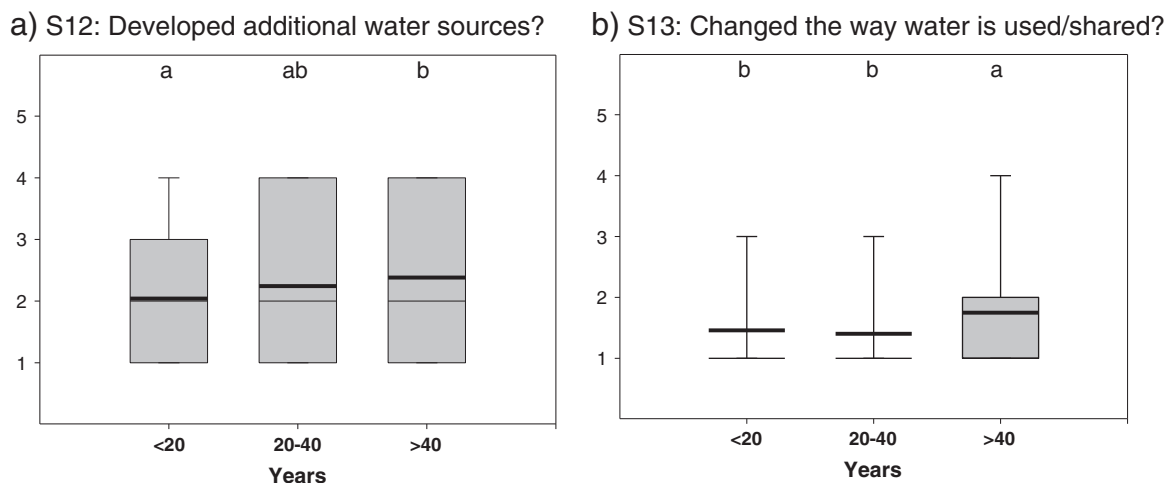 a) S12: Developed additional water sources?
a ab b
5
4
3
2
1
<20 20-40 >40
Years
b) S13: Changed the way water is used/shared?
b b a
5
4
3
2
1
<20 20-40 >40
Years